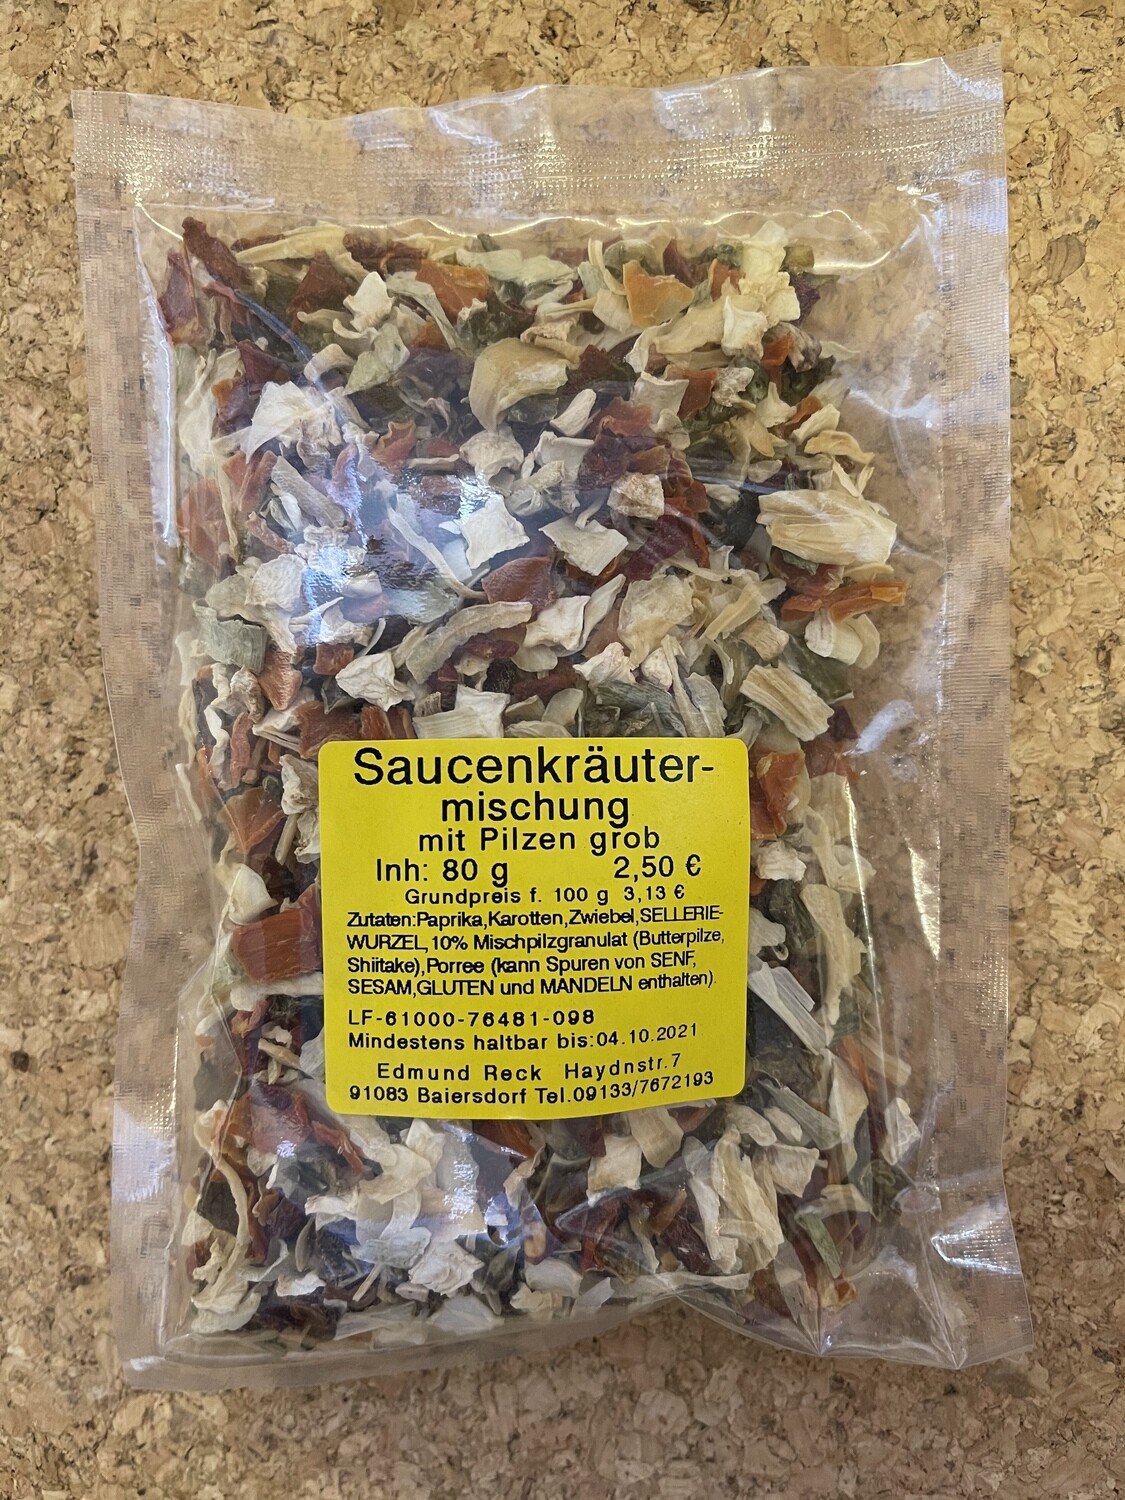 Saucenkräuter-
mischung
mit Pilzen grob
Inh: 80 g 2,50 €
Grundpreis f. 100 g 3,13 €
Zutaten:Paprika,Karotten,Zwiebel,SELLERIE-
WURZEL,10% Mischpilzgranulat (Butterpilze,
Shiitake),Porree (kann Spuren von SENF,
SESAM,GLUTEN und MANDELN enthalten).
LF-61000-76481-098
Mindestens haltbar bis:04.10.2021
Edmund Reck Haydnstr.7
91083 Baiersdorf Tel.09133/7672193